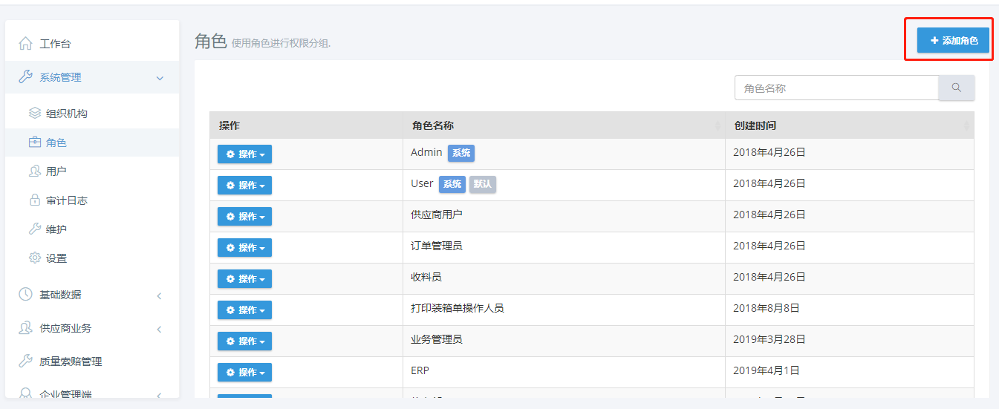 工作台
系统管理
组织机构
角色
用户
审计日志
维护
设置
基础数据
供应商业务
质量索赔管理
企业管理端
角色 使用角色进行权限分组.
+ 添加角色
角色名称
操作 角色名称 创建时间
操作 Admin 系统 2018年4月26日
操作 User 系统 默认 2018年4月26日
操作 供应商用户 2018年4月26日
操作 订单管理员 2018年4月26日
操作 收料员 2018年4月26日
操作 打印装箱单操作人员 2018年8月8日
操作 业务管理员 2019年3月28日
操作 ERP 2019年4月1日